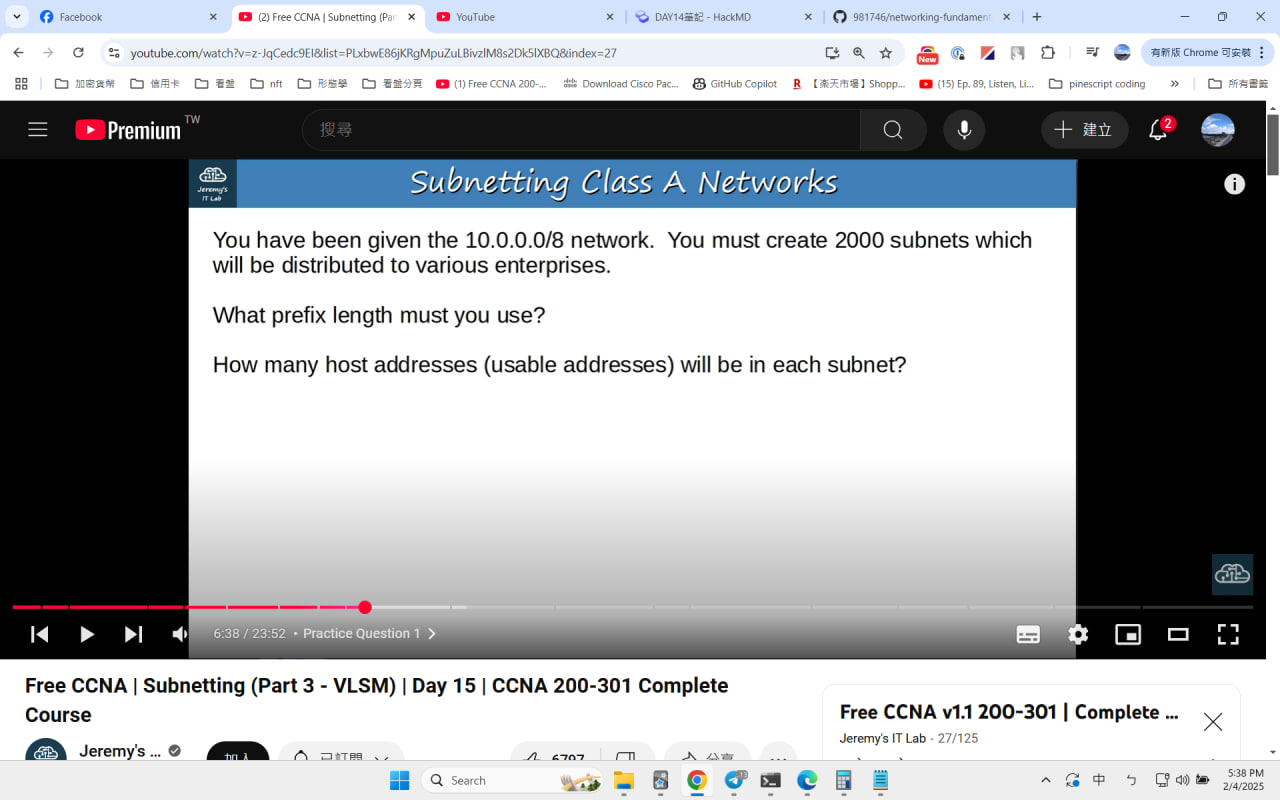 Facebook
(2) Free CCNA | Subnetting (Par
YouTube
DAY14筆記 - HackMD
981746/networking-fundament
youtube.com/watch?v=z-JqCedc9EI&list=PLxbwE86jKRgMpuZuLBivzlM8s2Dk5lXBQ&index=27
New
有新版 Chrome 可安裝
加密貨幣
信用卡
看盤
nft
形態學
看盤分頁
(1) Free CCNA 200-...
Download Cisco Pac...
GitHub Copilot
【楽天市場】Shopp...
(15) Ep. 89, Listen, Li...
pinescript coding
所有書籤
Premium TW
搜尋
建立
2
Jeremy's
IT Lab
Subnetting Class A Networks
You have been given the 10.0.0.0/8 network.  You must create 2000 subnets which
will be distributed to various enterprises.
What prefix length must you use?
How many host addresses (usable addresses) will be in each subnet?
6:38 / 23:52 • Practice Question 1
Free CCNA | Subnetting (Part 3 - VLSM) | Day 15 | CCNA 200-301 Complete
Course
Free CCNA v1.1 200-301 | Complete ...
Jeremy's IT Lab - 27/125
Jeremy's ...
加入
已訂閱
6797
分享
Search
中
5:38 PM
2/4/2025